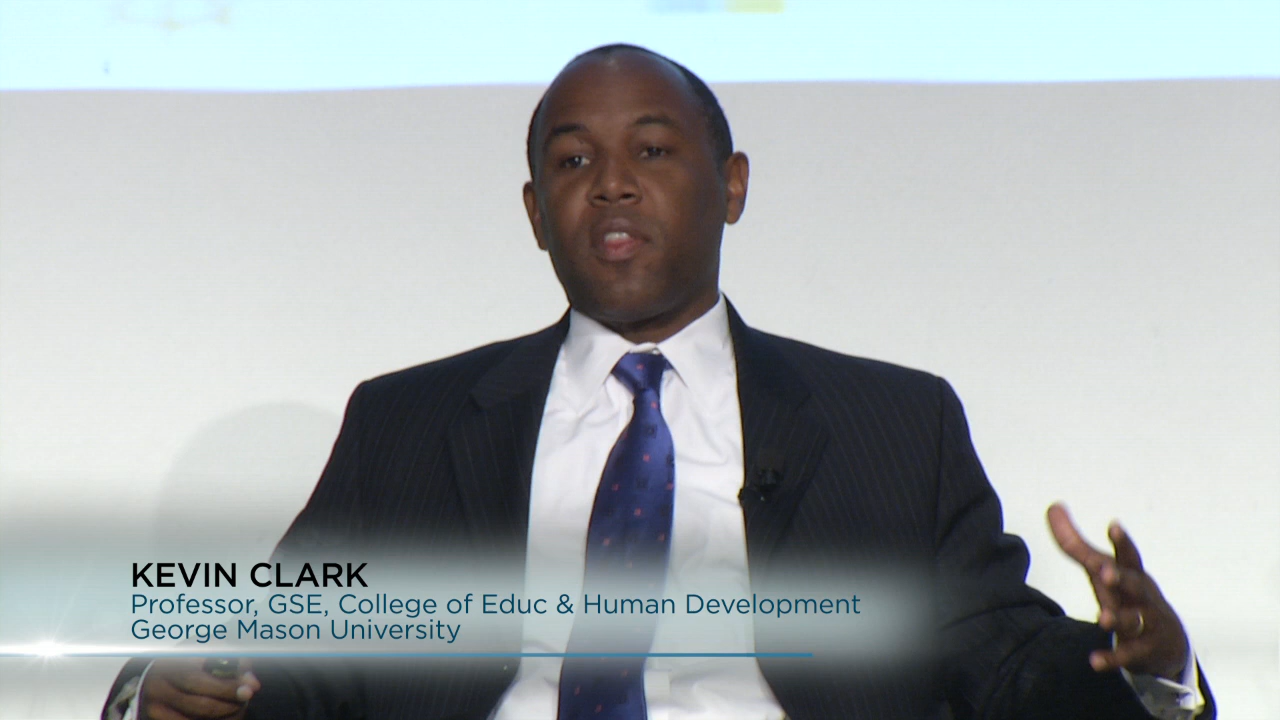 KEVIN CLARK
Professor, GSE, College of Educ & Human Development
George Mason University